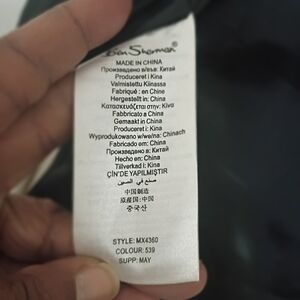 Ben Sherman
MADE IN CHINA
Произведено в/във: Китай
Produceret i: Kina
Valmistettu Kiinassa
Fabriqué : en Chine
Hergestellt in: China
Κατασκευάζεται στην: Κίνα
Fabbricato a China
Gemaakt in China
Produceret i: Kina
Wyprodukowano w/we/na: Chinach
Fabricado em: China
Произведено в: Китай
Hecho en: China
Tillverkad i: Kina
ÇİN'DE YAPILMIŞTIR
صنع في الصين
中国制造
原産国: 中国
중국산
STYLE: MX4360
COLOUR: 539
SUPP: MAY